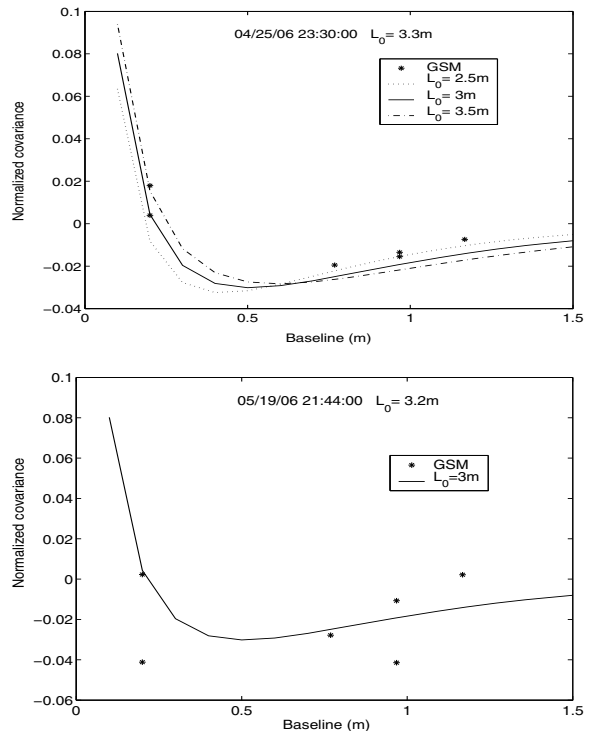 0.1
04/25/06 23:30:00 L₀= 3.3m
GSM
L₀= 2.5m
L₀= 3m
L₀= 3.5m
0.08
0.06
0.04
0.02
0
−0.02
−0.04
Normalized covariance
0 0.5 1 1.5
Baseline (m)
0.1
05/19/06 21:44:00 L₀= 3.2m
GSM
L₀=3m
0.08
0.06
0.04
0.02
0
−0.02
−0.04
−0.06
Normalized covariance
0 0.5 1 1.5
Baseline (m)